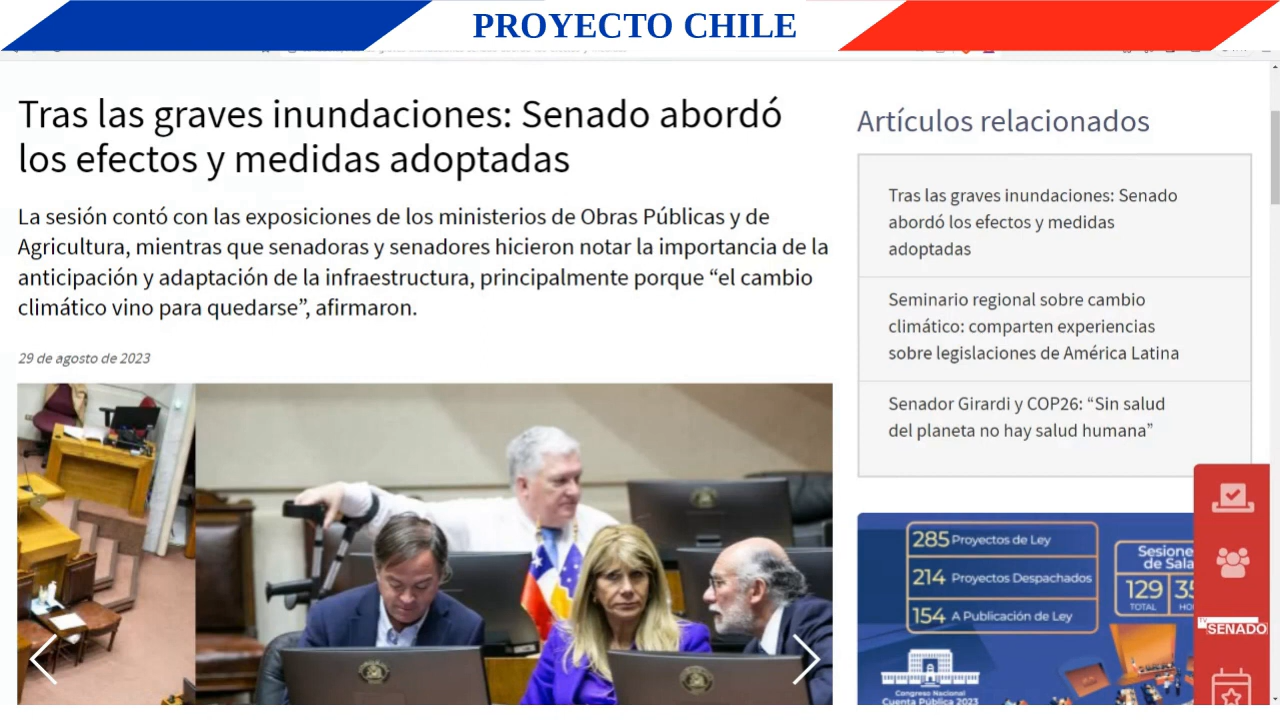 PROYECTO CHILE
Tras las graves inundaciones: Senado abordó
los efectos y medidas adoptadas
La sesión contó con las exposiciones de los ministerios de Obras Públicas y de
Agricultura, mientras que senadoras y senadores hicieron notar la importancia de la
anticipación y adaptación de la infraestructura, principalmente porque “el cambio
climático vino para quedarse”, afirmaron.
29 de agosto de 2023
Artículos relacionados
Tras las graves inundaciones: Senado
abordó los efectos y medidas
adoptadas
Seminario regional sobre cambio
climático: comparten experiencias
sobre legislaciones de América Latina
Senador Girardi y COP26: “Sin salud
del planeta no hay salud humana”
285 Proyectos de Ley
214 Proyectos Despachados
154 A Publicación de Ley
Sesione
de Sala
129
TOTAL
Congreso Nacional
Cuenta Pública 2023
TV
SENADO